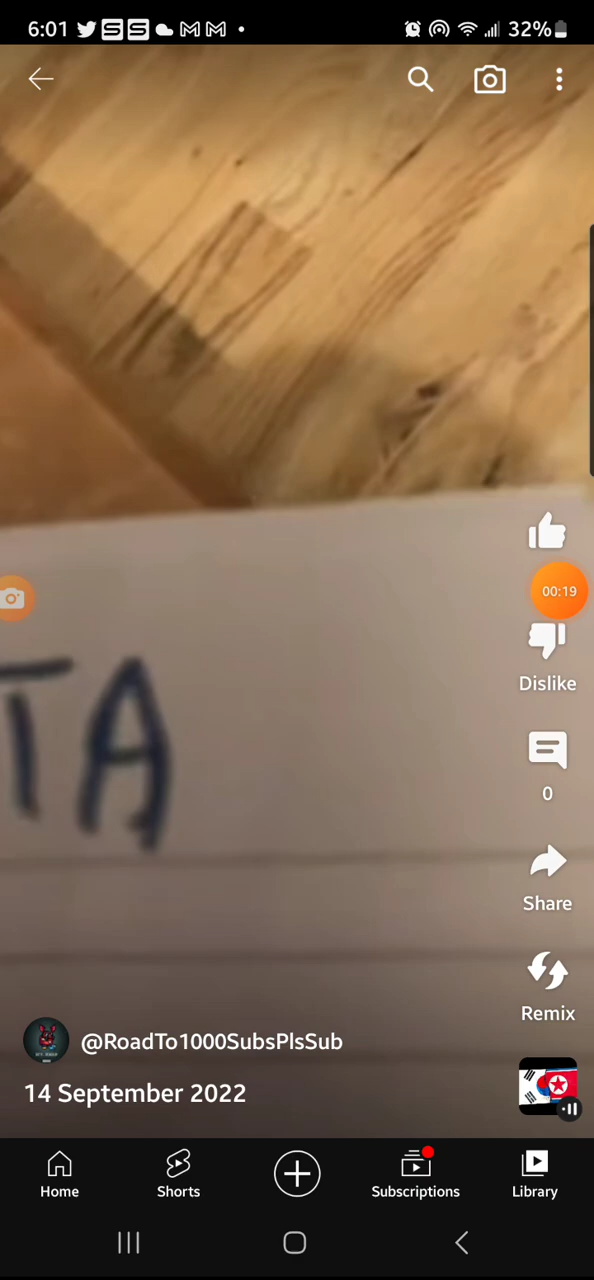 6:01 32%
00:19
TA
Dislike
0
Share
Remix
@RoadTo1000SubsPlsSub
14 September 2022
Home Shorts Subscriptions Library